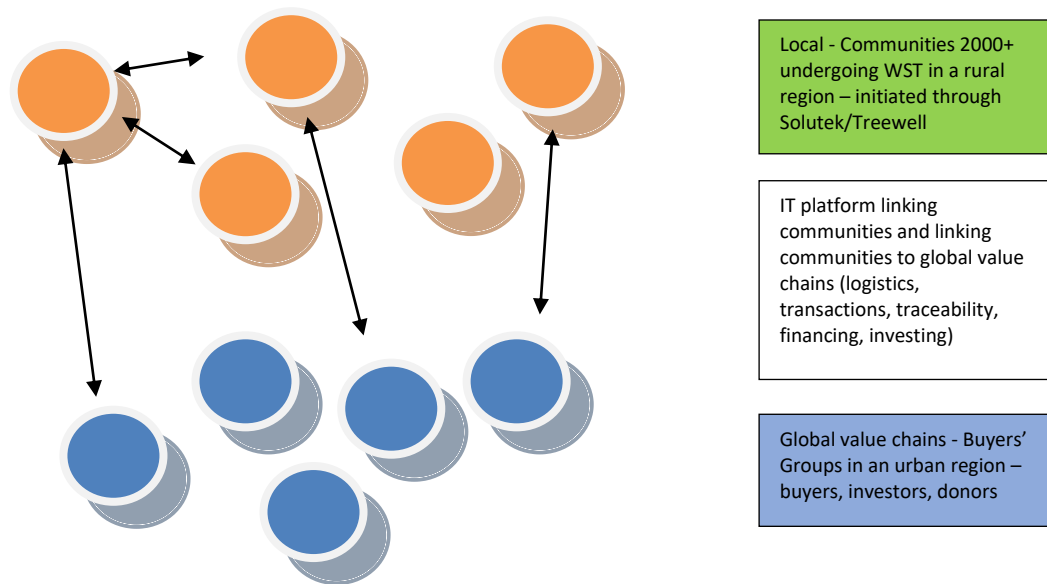 Local - Communities 2000+
undergoing WST in a rural
region – initiated through
Solutek/Treewell
IT platform linking
communities and linking
communities to global value
chains (logistics,
transactions, traceability,
financing, investing)
Global value chains - Buyers’
Groups in an urban region –
buyers, investors, donors